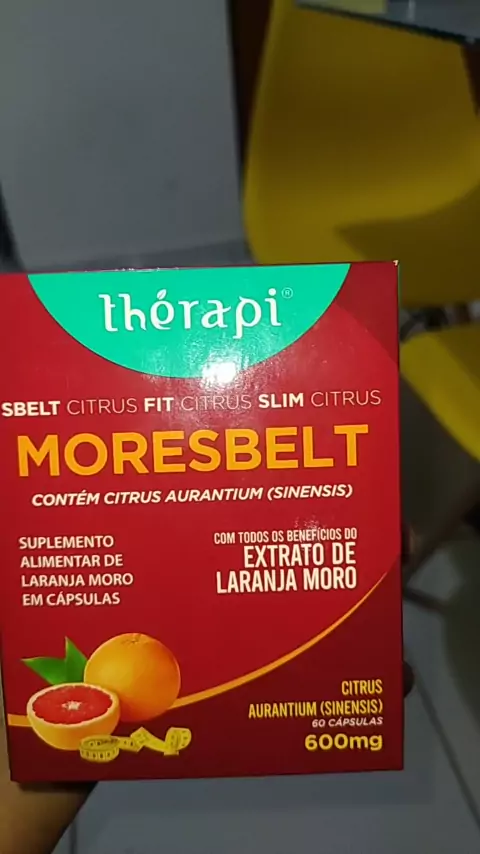 thérapi®
SBELT CITRUS FIT CITRUS SLIM CITRUS
MORESBELT
CONTÉM CITRUS AURANTIUM (SINENSIS)
SUPLEMENTO
ALIMENTAR DE
LARANJA MORO
EM CÁPSULAS
COM TODOS OS BENEFÍCIOS DO
EXTRATO DE
LARANJA MORO
CITRUS
AURANTIUM (SINENSIS)
60 CÁPSULAS
600mg